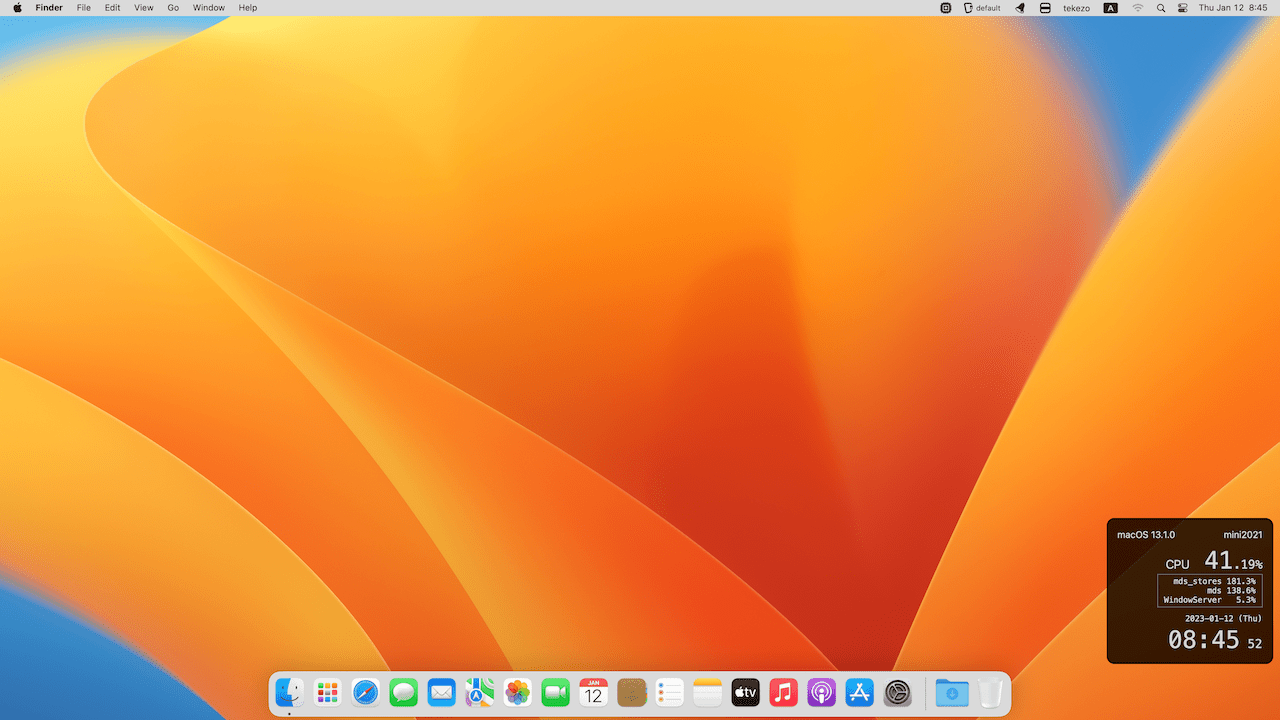 Finder File Edit View Go Window Help default tekezo A Thu Jan 12 8:45
macOS 13.1.0 mini2021
CPU 41.19%
mds_stores 181.3%
mds 138.6%
WindowServer 5.3%
2023-01-12 (Thu)
08:45 52
JAN
12
tv